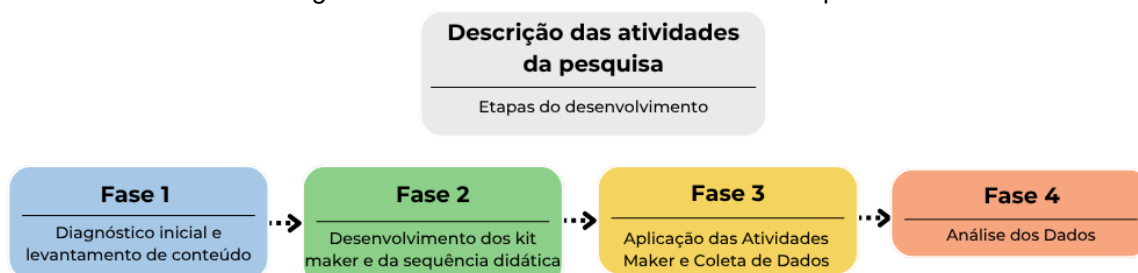 Descrição das atividades
da pesquisa
Etapas do desenvolvimento
Fase 1
Diagnóstico inicial e
levantamento de conteúdo
Fase 2
Desenvolvimento dos kit
maker e da sequência didática
Fase 3
Aplicação das Atividades
Maker e Coleta de Dados
Fase 4
Análise dos Dados